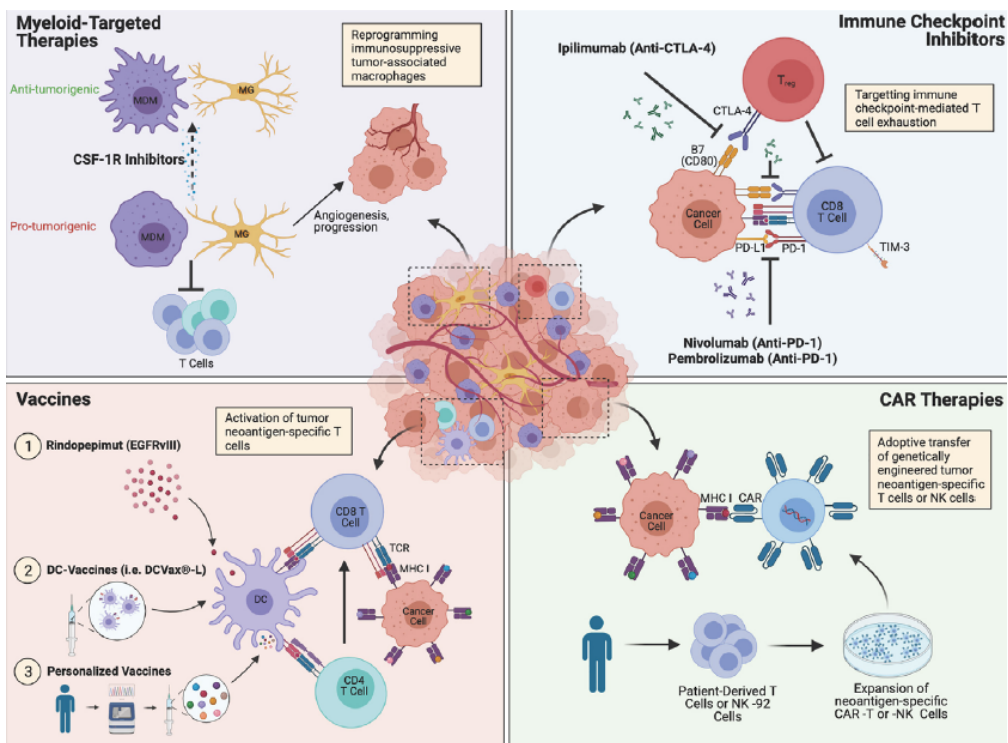 Myeloid-Targeted
Therapies
Reprogramming
immunosuppressive
tumor-associated
macrophages
Anti-tumorigenic
MDM
MG
CSF-1R Inhibitors
Pro-tumorigenic
MDM
MG
Angiogenesis,
progression
T Cells
Immune Checkpoint
Inhibitors
Ipilimumab (Anti-CTLA-4)
Treg
CTLA-4
Targetting immune
checkpoint-mediated T
cell exhaustion
B7
(CD80)
Cancer
Cell
CD8
T Cell
PD-L1
PD-1
TIM-3
Nivolumab (Anti-PD-1)
Pembrolizumab (Anti-PD-1)
Vaccines
Activation of tumor
neoantigen-specific T
cells
1 Rindopepimut (EGFRvIII)
CD8 T
Cell
TCR
MHC I
2 DC-Vaccines (i.e. DCVax®-L)
DC
Cancer
Cell
3 Personalized Vaccines
CD4
T Cell
CAR Therapies
Adoptive transfer
of genetically
engineered tumor
neoantigen-specific
T cells or NK cells
MHC I
CAR
Cancer
Cell
Patient-Derived T
Cells or NK -92
Cells
Expansion of
neoantigen-specific
CAR -T or -NK Cells